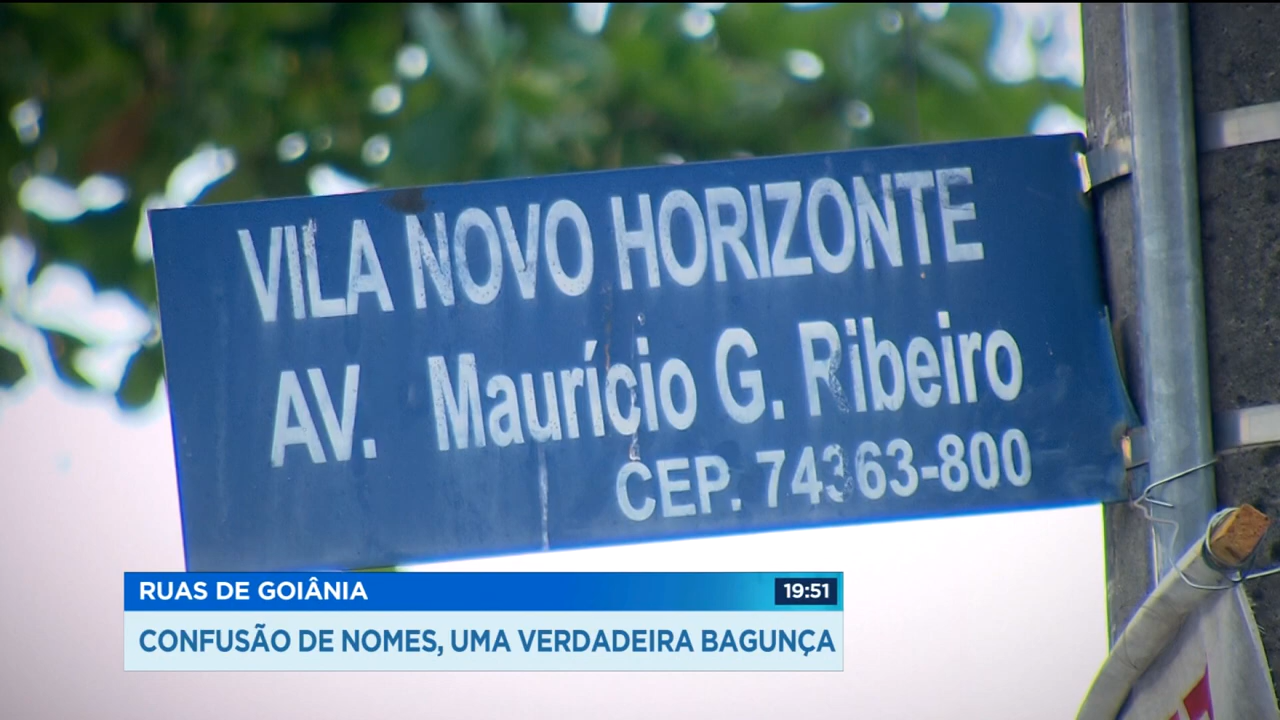 VILA NOVO HORIZONTE
AV. Maurício G. Ribeiro
CEP. 74363-800
RUAS DE GOIÂNIA 19:51
CONFUSÃO DE NOMES, UMA VERDADEIRA BAGUNÇA